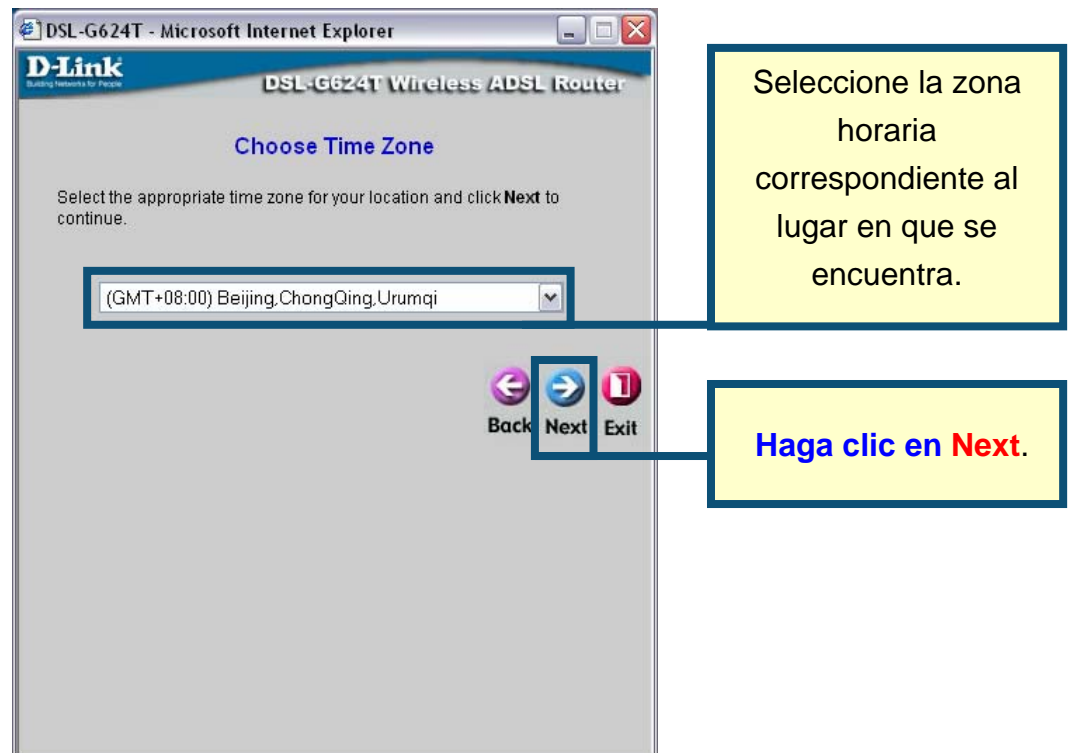 DSL-G624T - Microsoft Internet Explorer
D-Link
Building Networks for People
DSL-G624T Wireless ADSL Router
Choose Time Zone
Select the appropriate time zone for your location and click Next to
continue.
(GMT+08:00) Beijing,ChongQing,Urumqi
Back Next Exit
Seleccione la zona
horaria
correspondiente al
lugar en que se
encuentra.
Haga clic en Next.